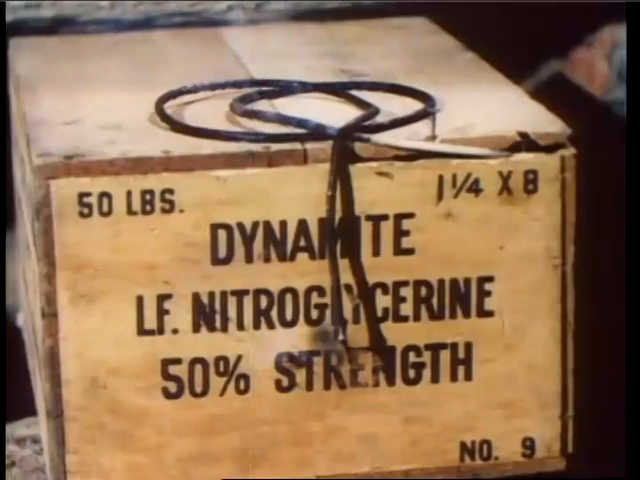 50 LBS. 1¼ X 8
DYNAMITE
LF. NITROGLYCERINE
50% STRENGTH
NO. 9